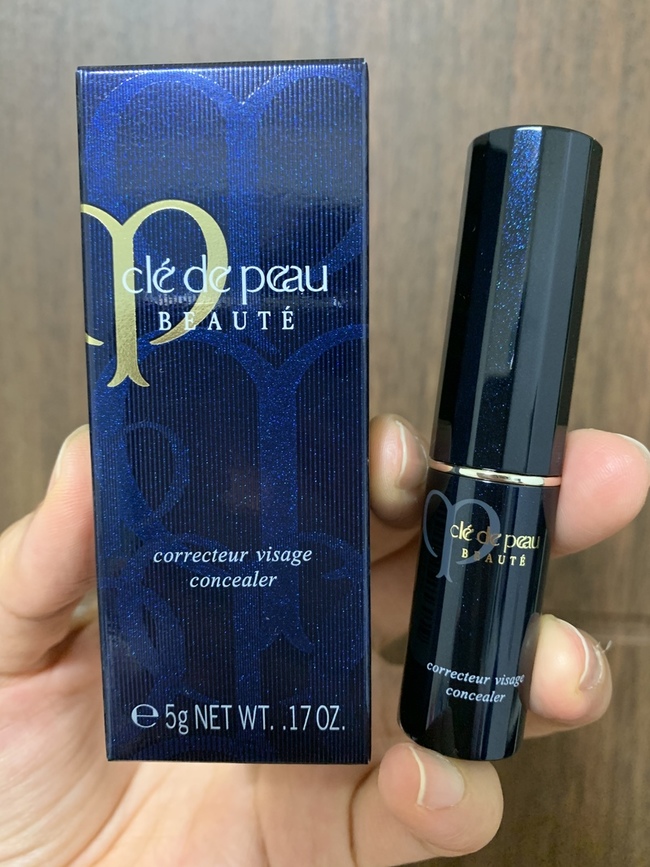 clé de peau
BEAUTÉ
correcteur visage
concealer
℮ 5g NET WT. .17 OZ.
clé de peau
BEAUTÉ
correcteur visage
concealer